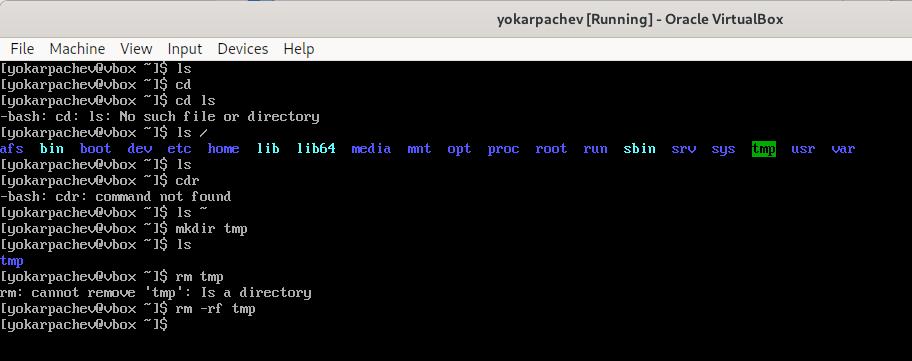 yokarpachev [Running] - Oracle VirtualBox
File Machine View Input Devices Help
[yokarpachev@vbox ~]$ ls
[yokarpachev@vbox ~]$ cd
[yokarpachev@vbox ~]$ cd ls
-bash: cd: ls: No such file or directory
[yokarpachev@vbox ~]$ ls /
afs bin boot dev etc home lib lib64 media mnt opt proc root run sbin srv sys tmp usr var
[yokarpachev@vbox ~]$ ls
[yokarpachev@vbox ~]$ cdr
-bash: cdr: command not found
[yokarpachev@vbox ~]$ ls ~
[yokarpachev@vbox ~]$ mkdir tmp
[yokarpachev@vbox ~]$ ls
tmp
[yokarpachev@vbox ~]$ rm tmp
rm: cannot remove 'tmp': Is a directory
[yokarpachev@vbox ~]$ rm -rf tmp
[yokarpachev@vbox ~]$